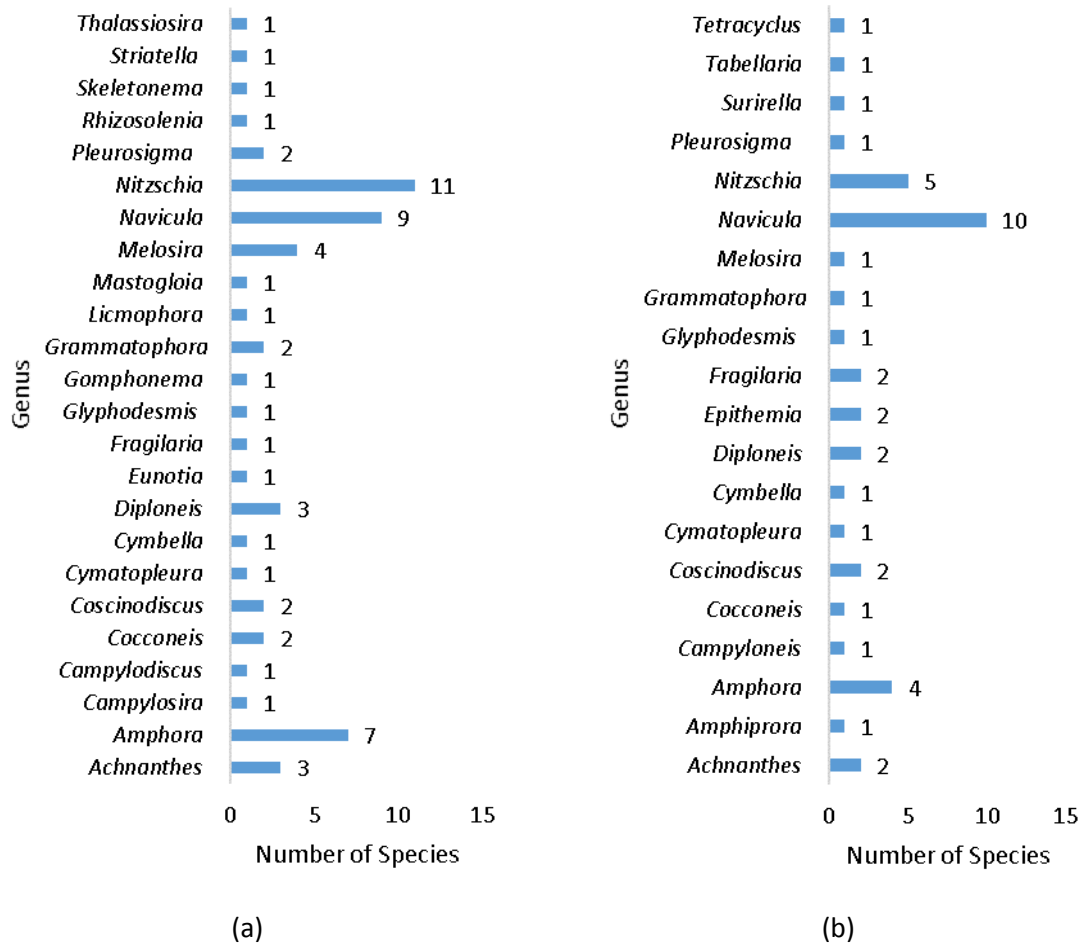 Thalassiosira 1
Striatella 1
Skeletonema 1
Rhizosolenia 1
Pleurosigma 2
Nitzschia 11
Navicula 9
Melosira 4
Mastogloia 1
Licmophora 1
Grammatophora 2
Gomphonema 1
Glyphodesmis 1
Fragilaria 1
Eunotia 1
Diploneis 3
Cymbella 1
Cymatopleura 1
Coscinodiscus 2
Cocconeis 2
Campylodiscus 1
Campylosira 1
Amphora 7
Achnanthes 3
Genus
0 5 10 15
Number of Species
(a)
Tetracyclus 1
Tabellaria 1
Surirella 1
Pleurosigma 1
Nitzschia 5
Navicula 10
Melosira 1
Grammatophora 1
Glyphodesmis 1
Fragilaria 2
Epithemia 2
Diploneis 2
Cymbella 1
Cymatopleura 1
Coscinodiscus 2
Cocconeis 1
Campyloneis 1
Amphora 4
Amphiprora 1
Achnanthes 2
Genus
0 5 10 15
Number of Species
(b)